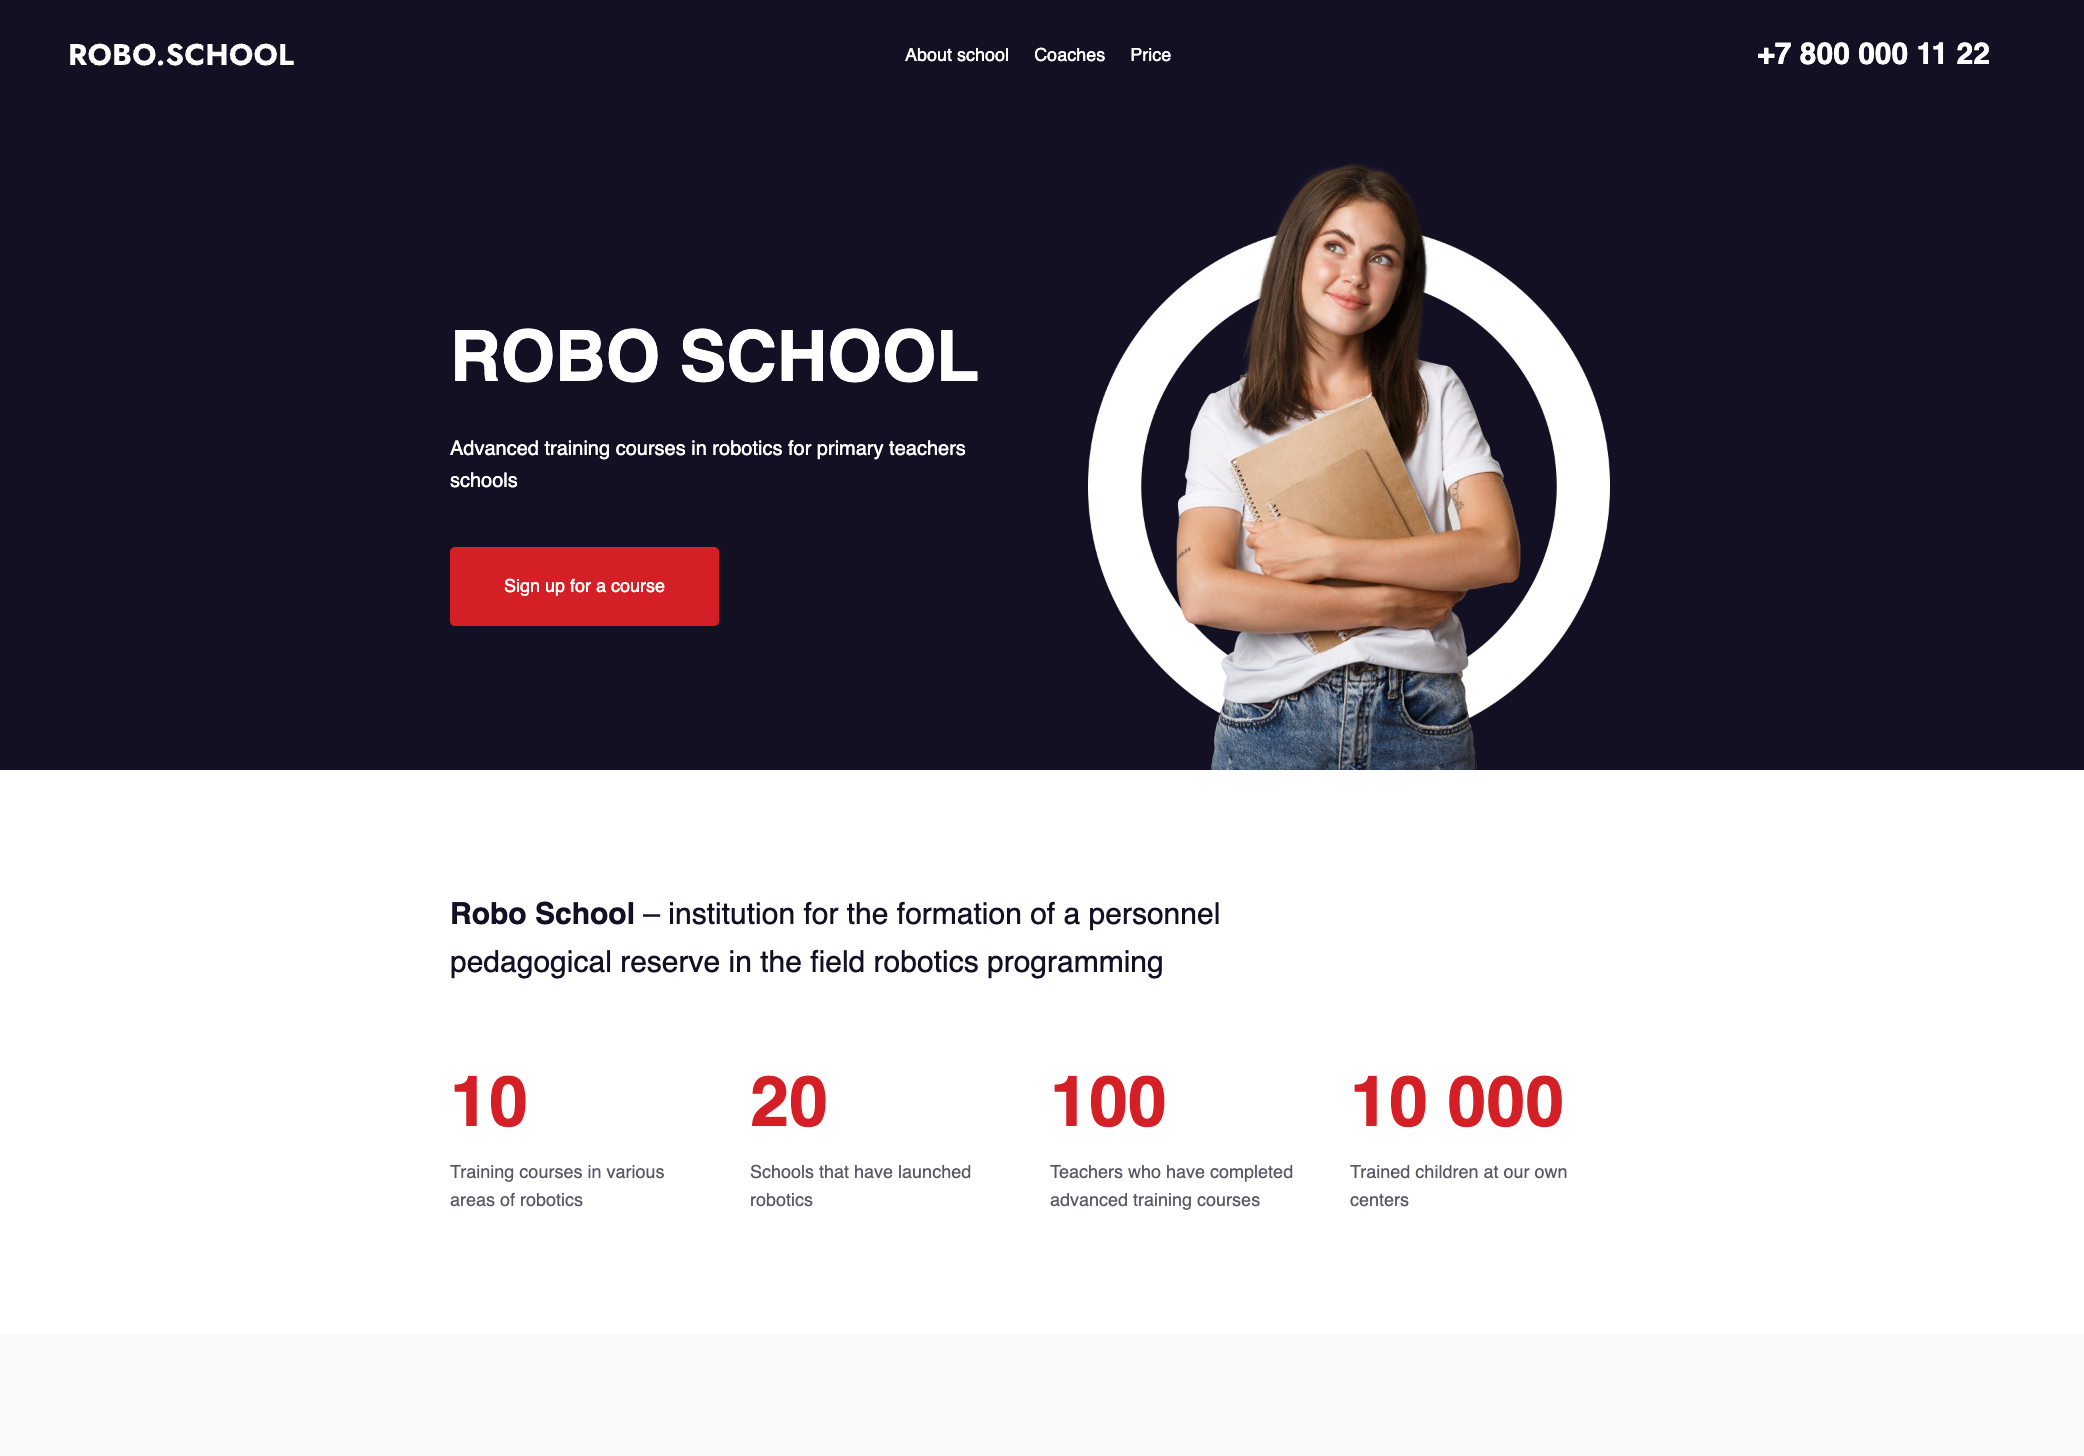 ROBO.SCHOOL
About school
Coaches
Price
+7 800 000 11 22
ROBO SCHOOL
Advanced training courses in robotics for primary teachers
schools
Sign up for a course
Robo School – institution for the formation of a personnel
pedagogical reserve in the field robotics programming
10
Training courses in various
areas of robotics
20
Schools that have launched
robotics
100
Teachers who have completed
advanced training courses
10 000
Trained children at our own
centers